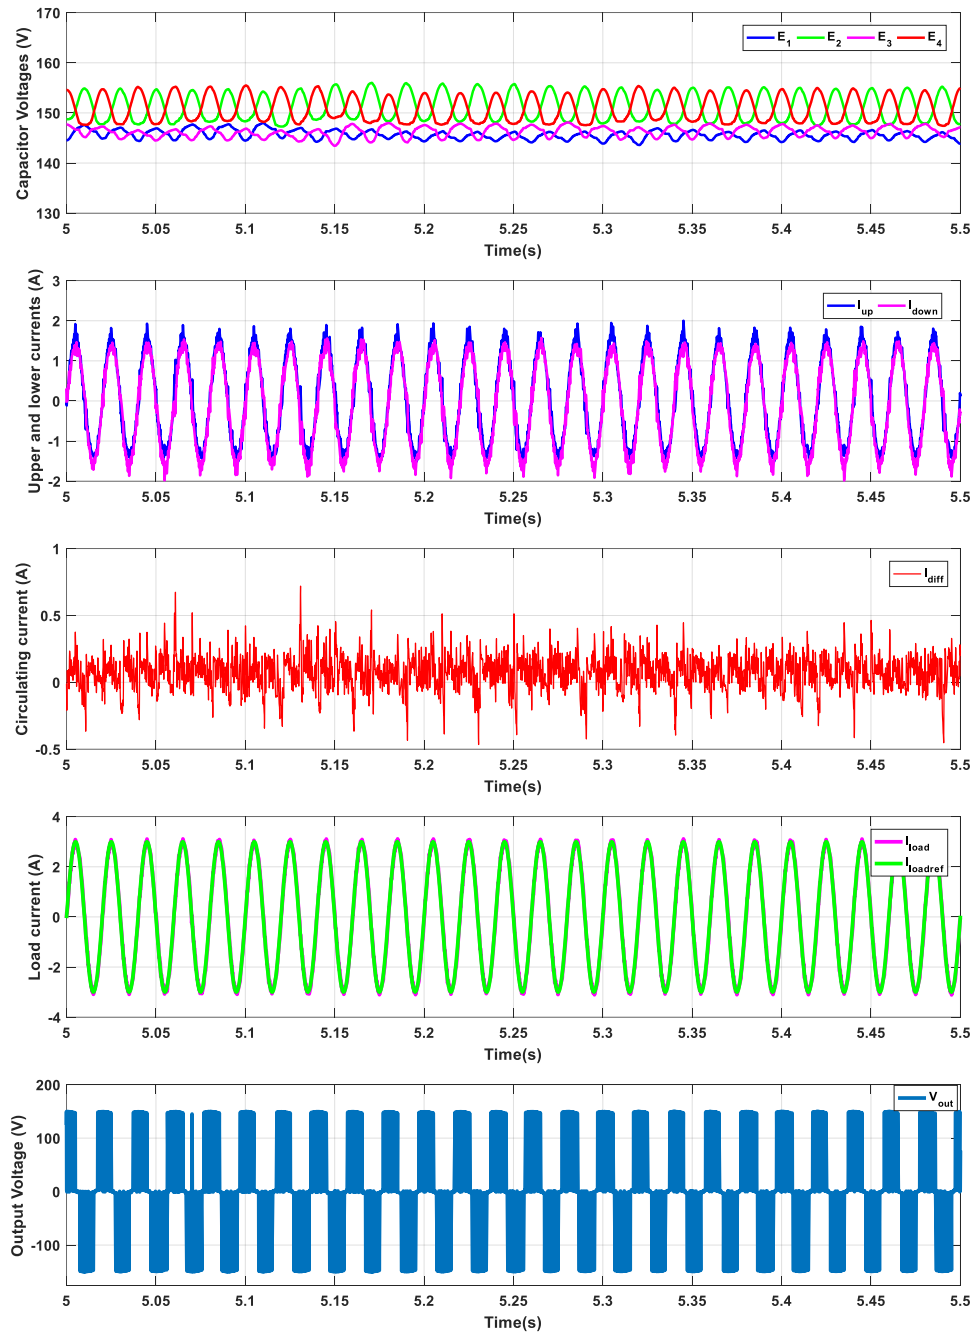 170
160
150
140
130
Capacitor Voltages (V)
E1 E2 E3 E4
5 5.05 5.1 5.15 5.2 5.25 5.3 5.35 5.4 5.45 5.5
Time(s)
3
2
1
0
-1
-2
Upper and lower currents (A)
Iup Idown
5 5.05 5.1 5.15 5.2 5.25 5.3 5.35 5.4 5.45 5.5
Time(s)
1
0.5
0
-0.5
Circulating current (A)
Idiff
5 5.05 5.1 5.15 5.2 5.25 5.3 5.35 5.4 5.45 5.5
Time(s)
4
2
0
-2
-4
Load current (A)
Iload
Iloadref
5 5.05 5.1 5.15 5.2 5.25 5.3 5.35 5.4 5.45 5.5
Time(s)
200
100
0
-100
Output Voltage (V)
Vout
5 5.05 5.1 5.15 5.2 5.25 5.3 5.35 5.4 5.45 5.5
Time(s)